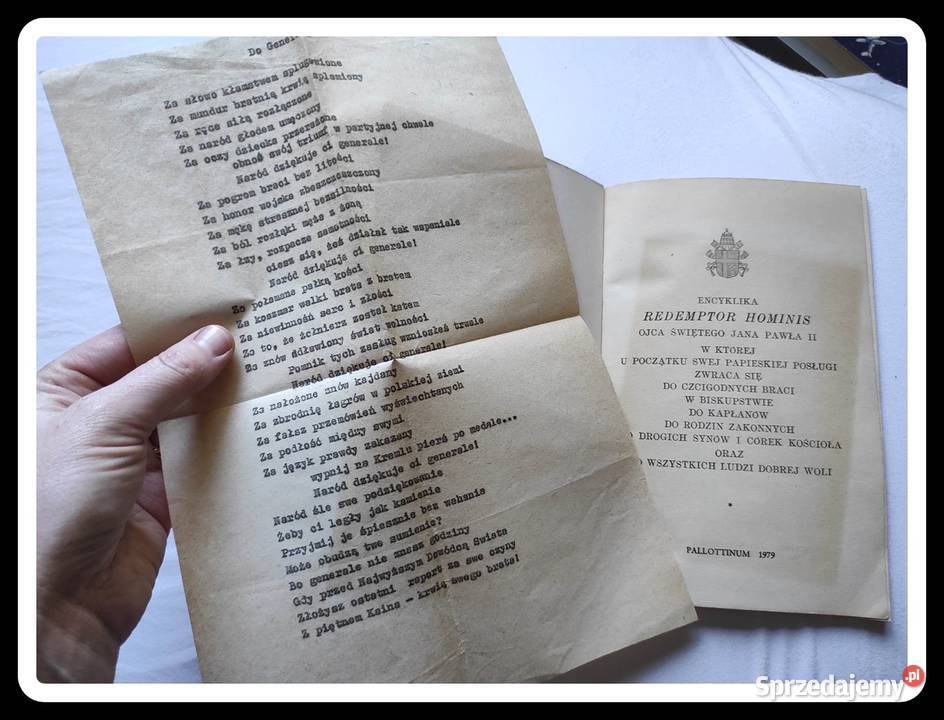 Do Gene
Za słowo kłamstwem splugawione
Za mundur bratnią krwią splamiony
Za ręce siłą rozłączone
Za naród głodem umęczony
Za oczy dziecka przerażone
obnoś swój triumf w partyjnej chwale
Naród dziękuje ci generale!
Za pogrom braci bez litości
Za honor wojska zbeszczeszczony
Za mękę strasznej bezsilności
Za ból rozłąki męża z żoną
Za łzy, rozpacze samotności
ciesz się, żeś działał tak wspaniale
Naród dziękuje ci generale!
Za połamane pałką kości
Za koszmar walki brata z bratem
Za niewinność serc i złości
Za to, że żołnierz został katem
Za znów zdławiony świat wolności
Pomnik tych zasług wzniosłeś trwale
Naród dziękuje ci generale!
Za nałożone znów kajdany
Za zbrodnię łagrów w polskiej ziemi
Za fałsz przemówień wyświechtanych
Za podłość między swymi
Za język prawdy zakazany
wypnij na Kremlu pierś po medale...
Naród dziękuje ci generale!
Naród śle swe podziękowanie
Żeby ci legły jak kamienie
Przyjmij je śpiesznie bez wahania
Może obudzą twe sumienie?
Bo generale nie znasz godziny
Gdy przed Najwyższym Dowódcą Świata
Złożysz ostatni raport za swe czyny
Z piętnem Kaina - krwią swego brata!
ENCYKLIKA
REDEMPTOR HOMINIS
OJCA ŚWIĘTEGO JANA PAWŁA II
W KTÓREJ
U POCZĄTKU SWEJ PAPIESKIEJ POSŁUGI
ZWRACA SIĘ
DO CZCIGODNYCH BRACI
W BISKUPSTWIE
DO KAPŁANÓW
DO RODZIN ZAKONNYCH
DROGICH SYNÓW I CÓREK KOŚCIOŁA
ORAZ
O WSZYSTKICH LUDZI DOBREJ WOLI
*
PALLOTTINUM 1979
Sprzedajemy.pl